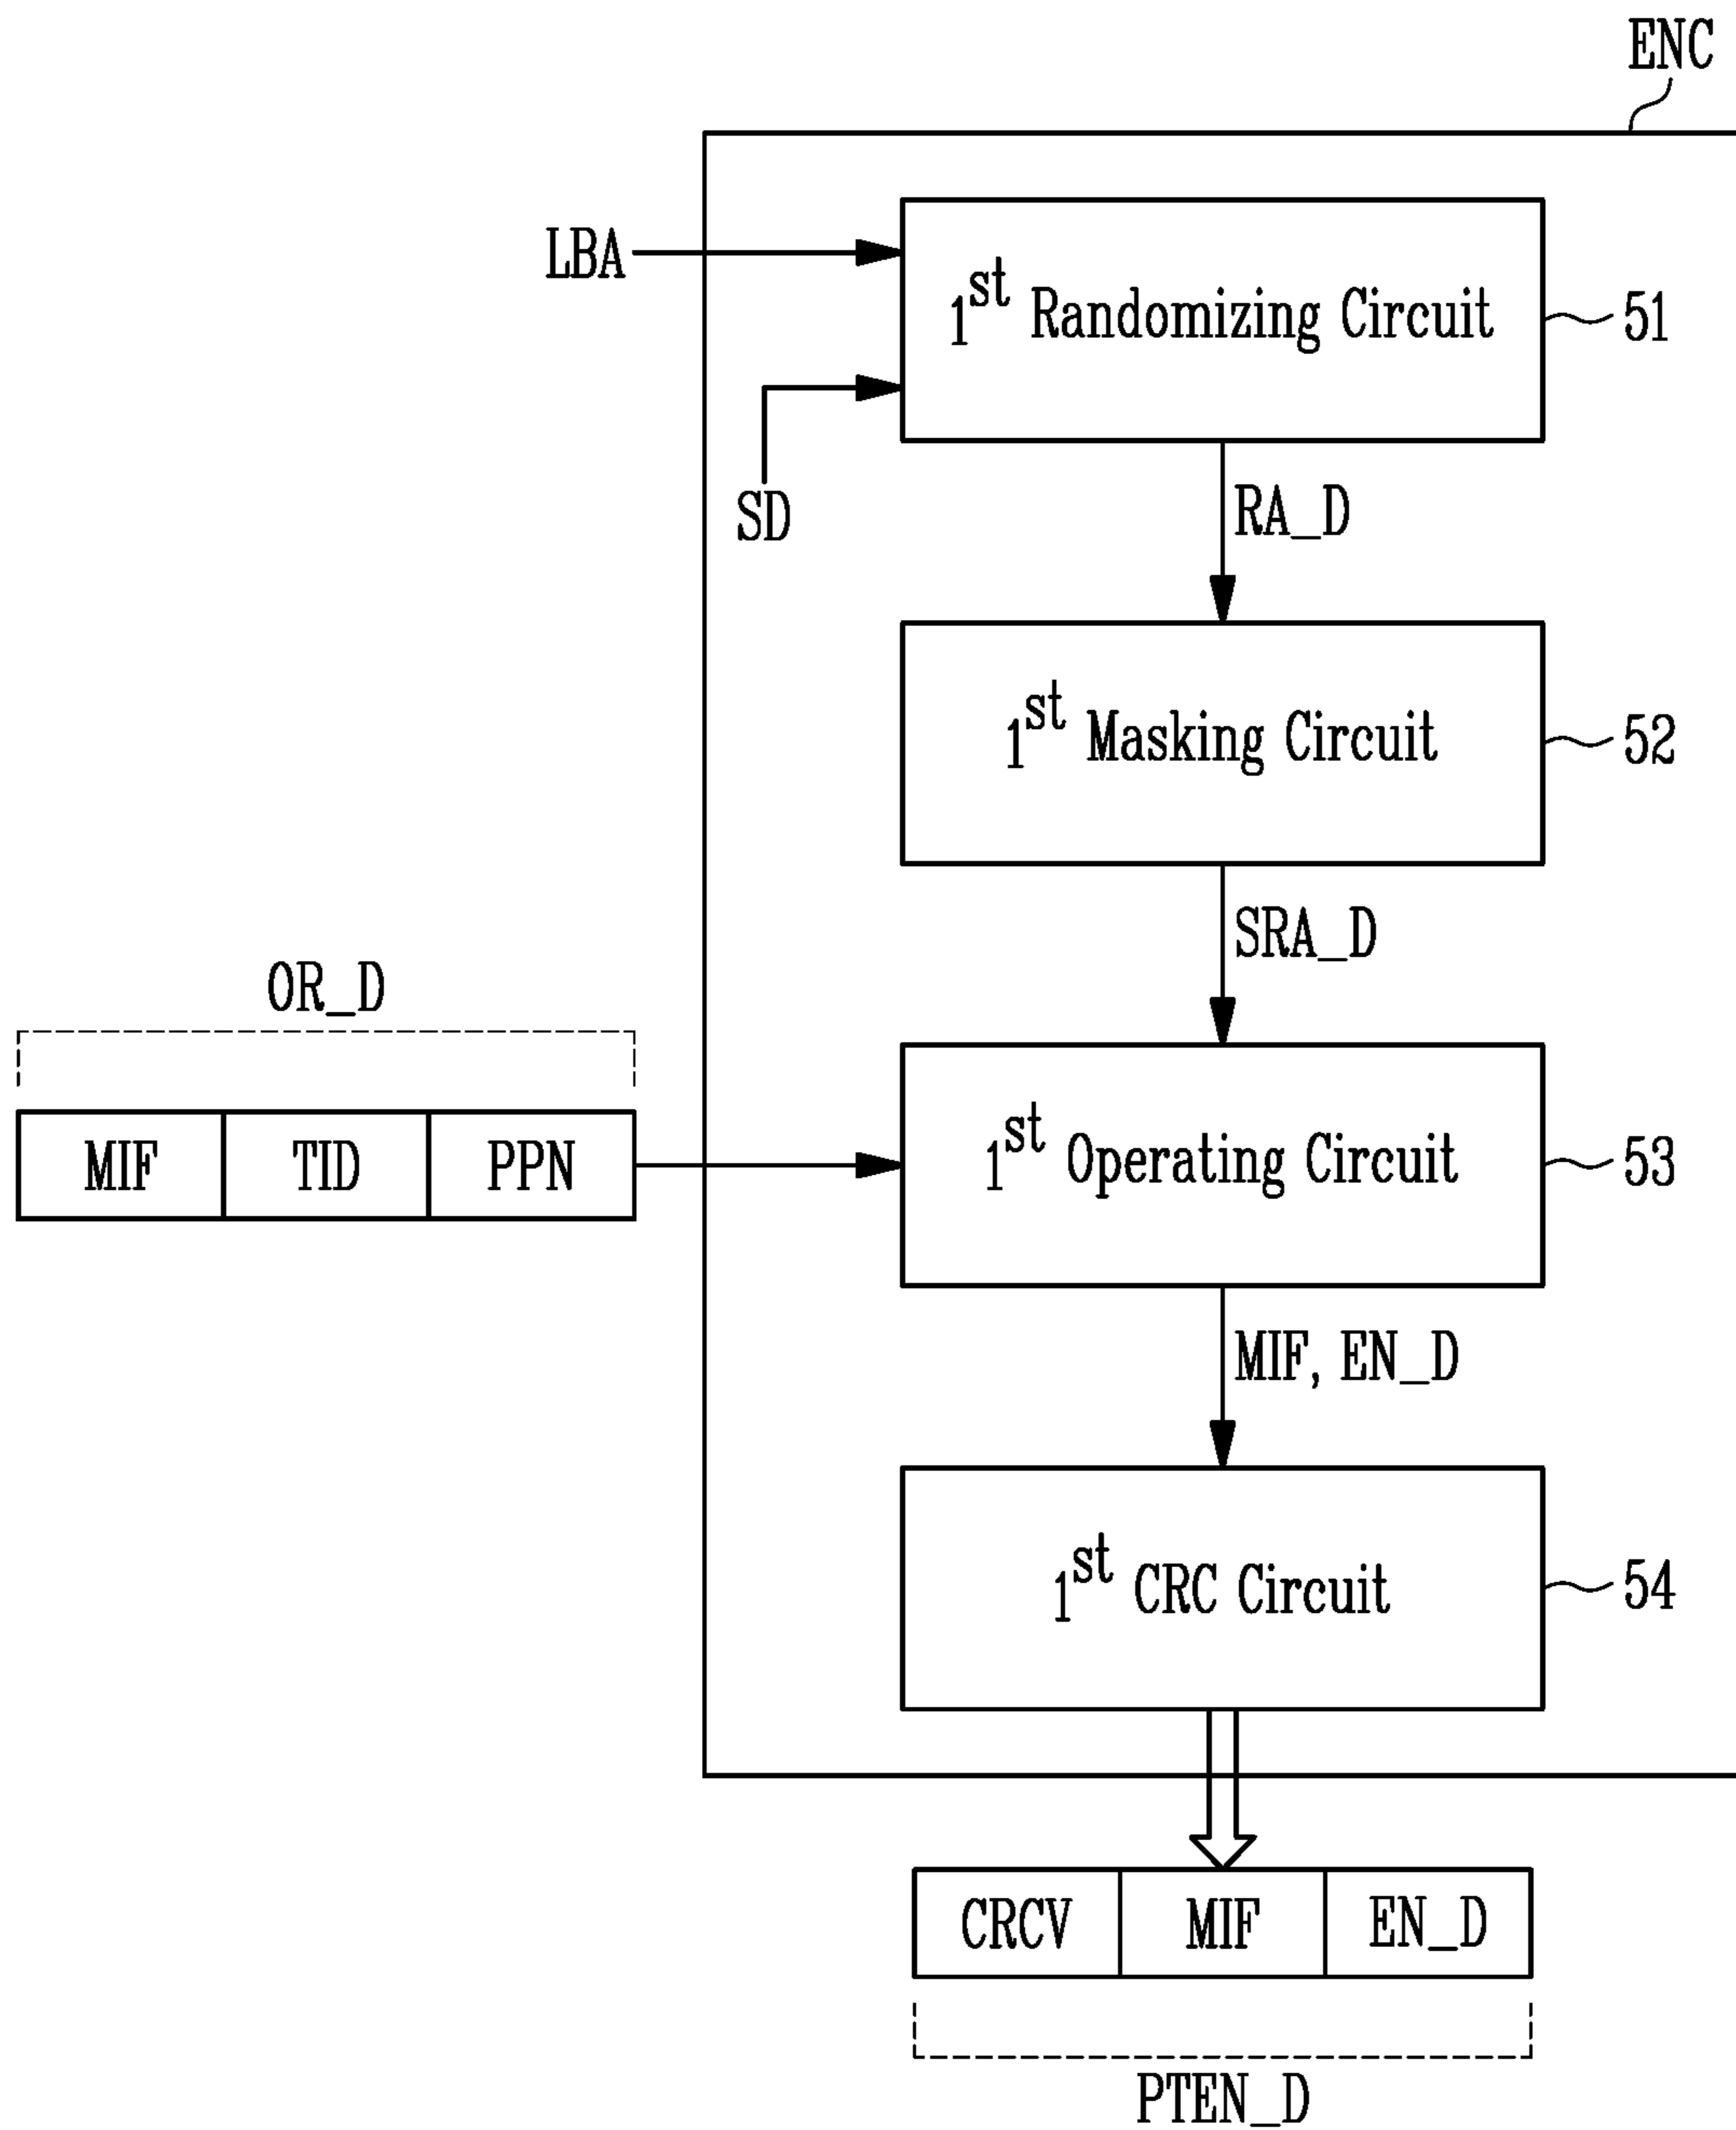 ENC
LBA
1st Randomizing Circuit
51
SD
RA_D
1st Masking Circuit
52
SRA_D
OR_D
MIF TID PPN
1st Operating Circuit
53
MIF, EN_D
1st CRC Circuit
54
CRCV MIF EN_D
PTEN_D